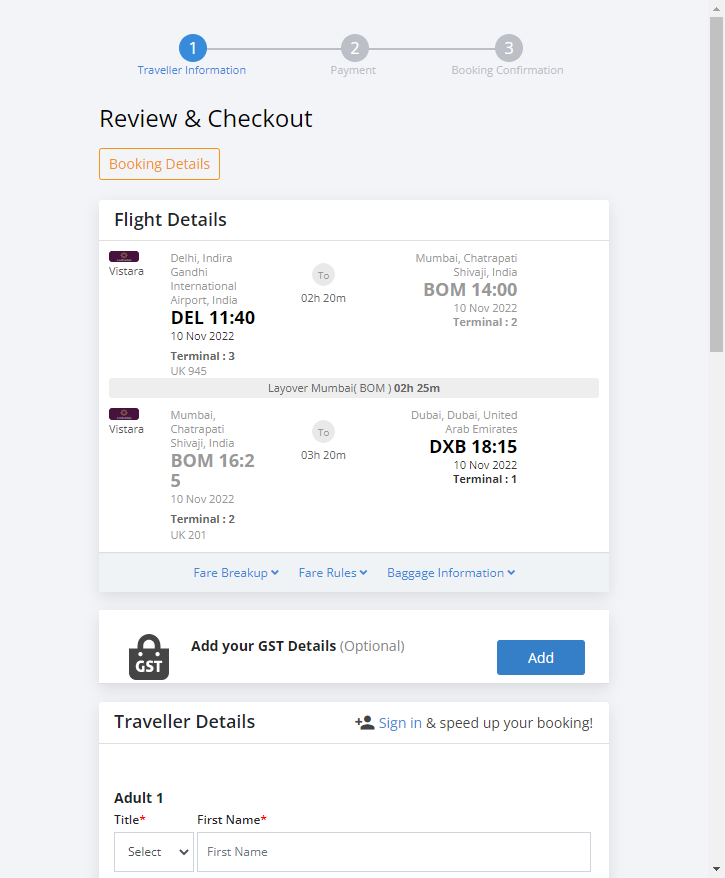 1
2
3
Traveller Information
Payment
Booking Confirmation
Review & Checkout
Booking Details
Flight Details
Vistara
Delhi, Indira
Gandhi
International
Airport, India
DEL 11:40
10 Nov 2022
Terminal : 3
UK 945
To
02h 20m
Mumbai, Chatrapati
Shivaji, India
BOM 14:00
10 Nov 2022
Terminal : 2
Layover Mumbai( BOM ) 02h 25m
Vistara
Mumbai,
Chatrapati
Shivaji, India
BOM 16:2
5
10 Nov 2022
Terminal : 2
UK 201
To
03h 20m
Dubai, Dubai, United
Arab Emirates
DXB 18:15
10 Nov 2022
Terminal : 1
Fare Breakup
Fare Rules
Baggage Information
GST
Add your GST Details (Optional)
Add
Traveller Details
Sign in & speed up your booking!
Adult 1
Title*
First Name*
Select
First Name